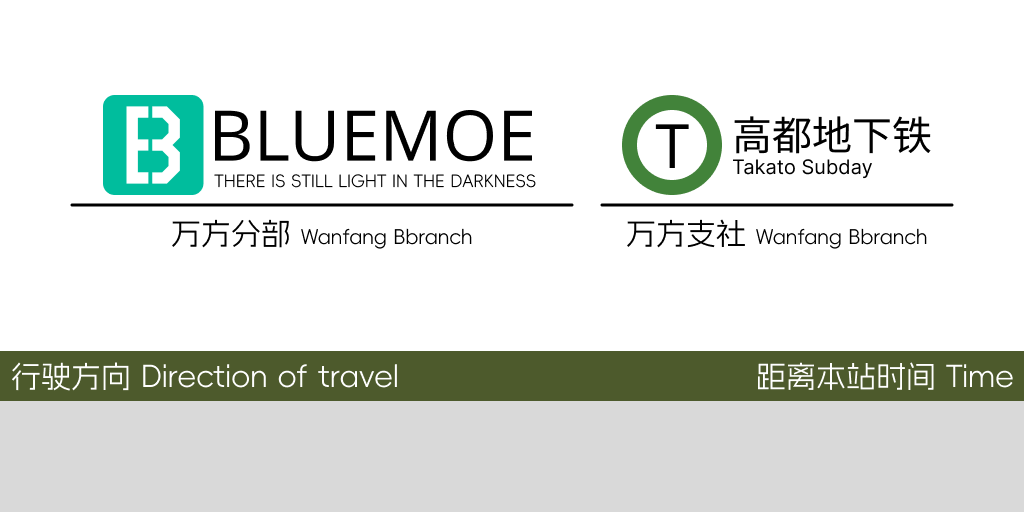 B BLUEMOE
THERE IS STILL LIGHT IN THE DARKNESS
万方分部 Wanfang Bbranch
T 高都地下铁
Takato Subday
万方支社 Wanfang Bbranch
行驶方向 Direction of travel
距离本站时间 Time